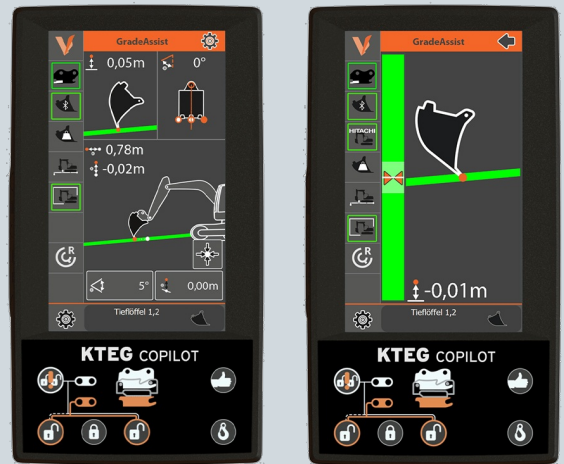 GradeAssist
0,05m
0°
0,78m
-0,02m
5°
0,00m
R
Tieflöffel 1,2
KTEG COPILOT
GradeAssist
HITACHI
R
-0,01m
Tieflöffel 1,2
KTEG COPILOT